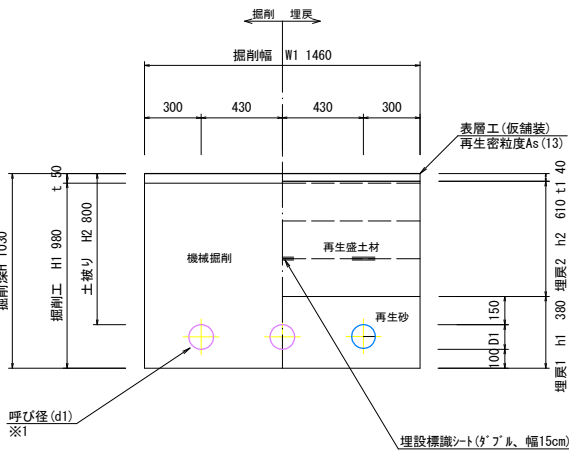 掘削 埋戻
掘削幅 W1 1460
300 430 430 300
表層工(仮舗装)
再生密粒度As(13)
t 50
掘削深H 1030
掘削工 H1 980
土被り H2 800
機械掘削
再生盛土材
再生砂
t1 40
埋戻2 h2 610
埋戻1 h1 380
150
D1
100
呼び径(d1)
※1
埋設標識シート(ダブル、幅15cm)